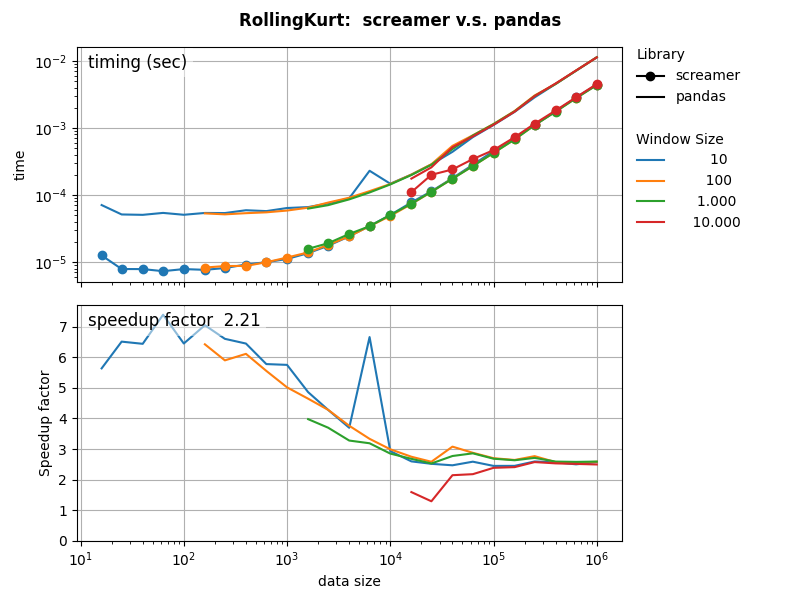 RollingKurt:  screamer v.s. pandas
timing (sec)
time
10⁻²
10⁻³
10⁻⁴
10⁻⁵
Library
screamer
pandas
Window Size
10
100
1.000
10.000
speedup factor  2.21
Speedup factor
7
6
5
4
3
2
1
0
10¹ 10² 10³ 10⁴ 10⁵ 10⁶
data size